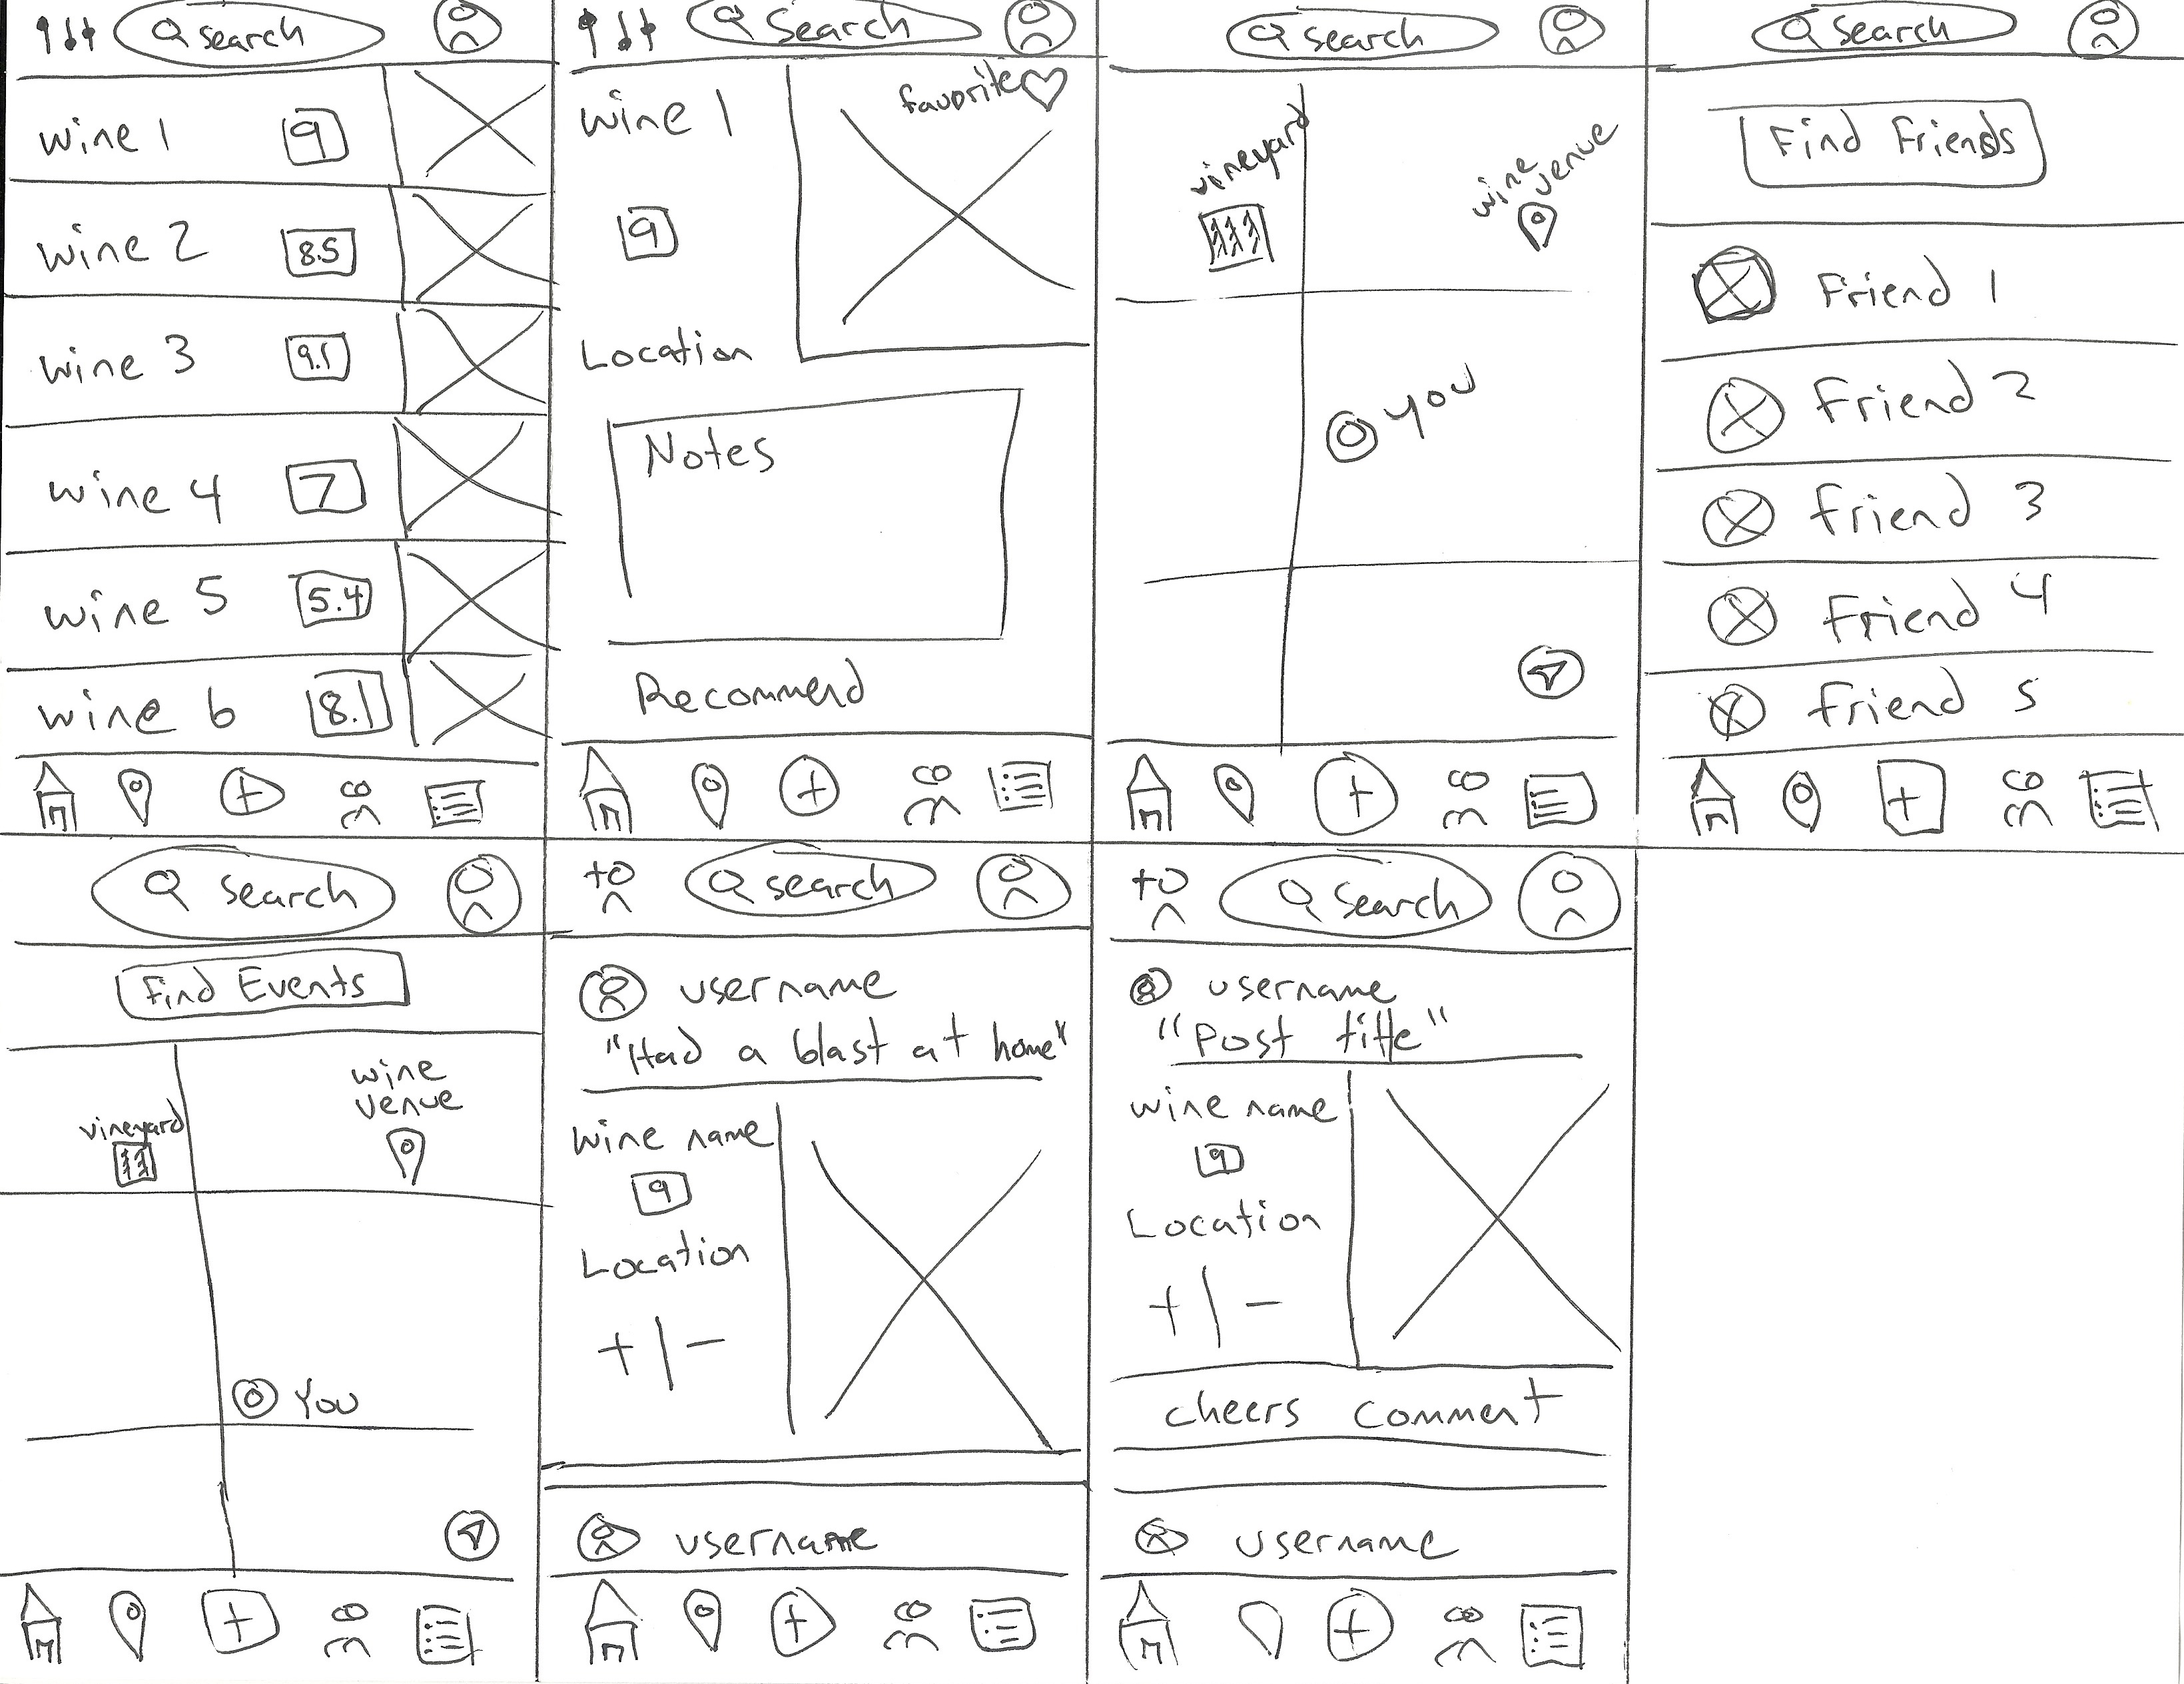 search
wine 1 9
wine 2 8.5
wine 3 9.1
wine 4 7
wine 5 5.4
wine 6 8.1
Search
wine 1
favorite
9
Location
Notes
Recommend
search
vineyard
wine venue
you
search
Find Friends
Friend 1
Friend 2
Friend 3
Friend 4
Friend 5
search
Find Events
vineyard
wine
venue
You
search
username
"Had a blast at home"
wine name
9
Location
+ | -
username
Search
username
"Post title"
wine name
9
Location
+ | -
cheers comment
username